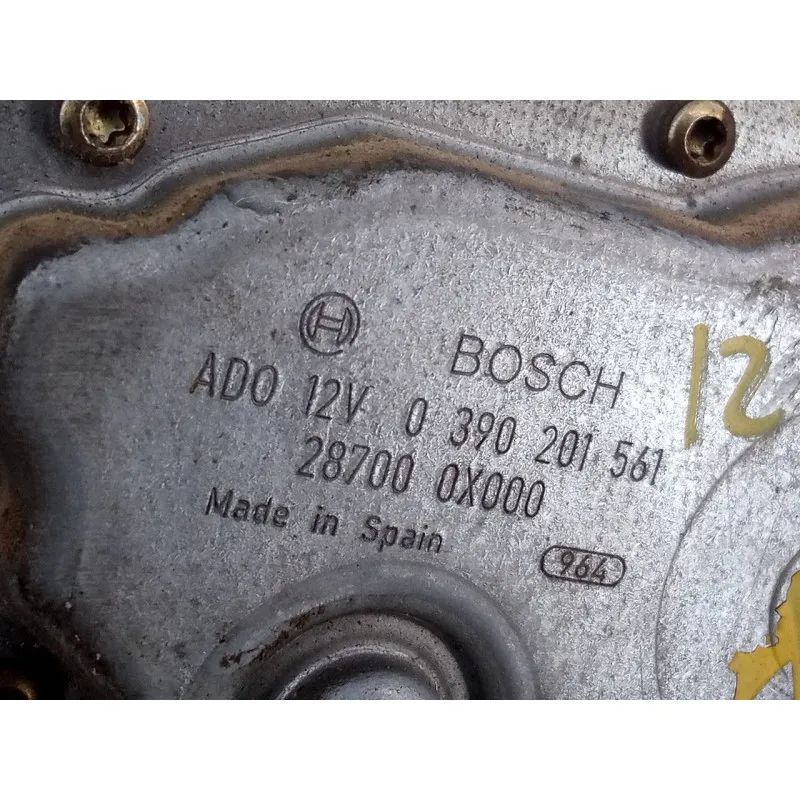 BOSCH
ADO 12V 0 390 201 561
28700 0X000
Made in Spain
964
12